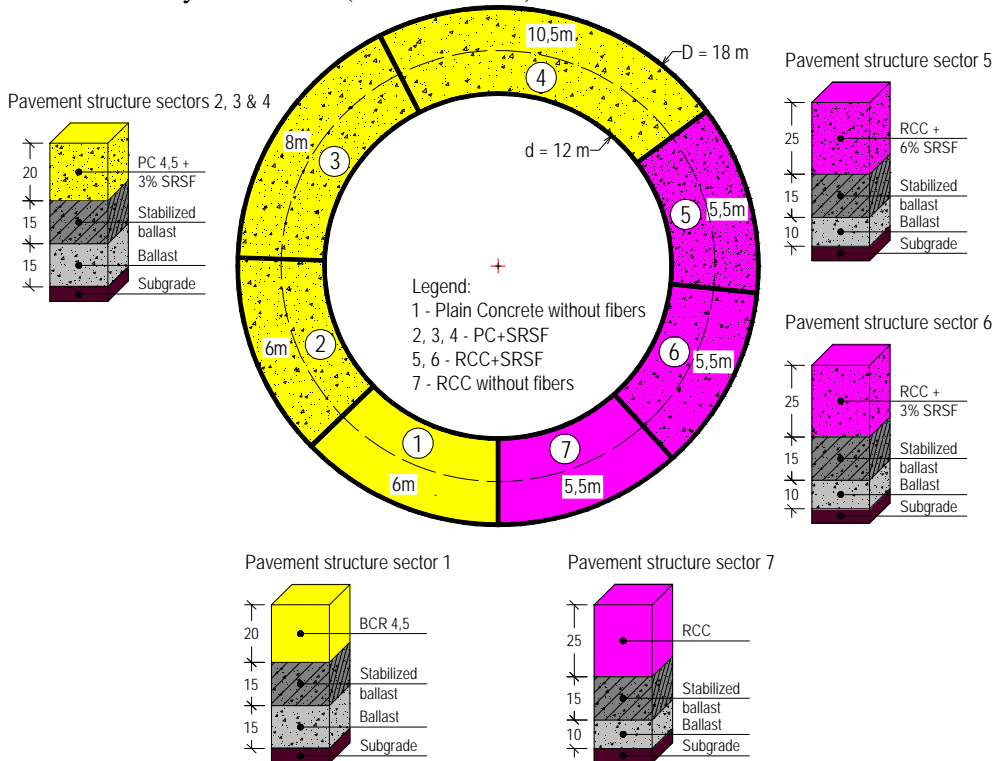 10,5m
D = 18 m
4
Pavement structure sector 5
Pavement structure sectors 2, 3 & 4
d = 12 m
8m
3
20
15
15
PC 4,5 +
3% SRSF
Stabilized
ballast
Ballast
Subgrade
25
15
10
RCC +
6% SRSF
Stabilized
ballast
Ballast
Subgrade
5
5,5m
Legend:
1 - Plain Concrete without fibers
2, 3, 4 - PC+SRSF
5, 6 - RCC+SRSF
7 - RCC without fibers
6m
2
6
5,5m
Pavement structure sector 6
25
15
10
RCC +
3% SRSF
Stabilized
ballast
Ballast
Subgrade
1
6m
7
5,5m
Pavement structure sector 1
20
15
15
BCR 4,5
Stabilized
ballast
Ballast
Subgrade
Pavement structure sector 7
25
15
10
RCC
Stabilized
ballast
Ballast
Subgrade